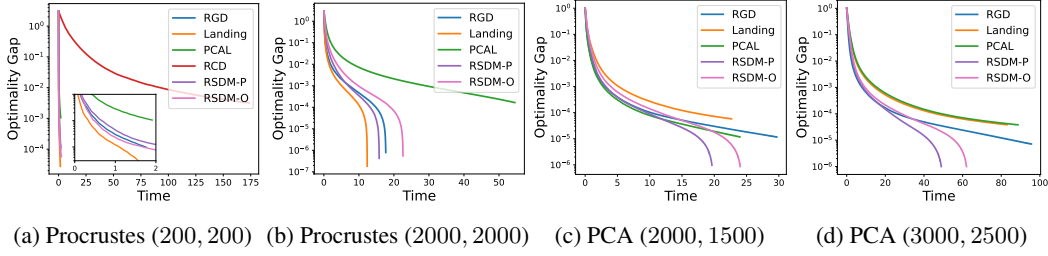 Optimality Gap
10⁰
10⁻¹
10⁻²
10⁻³
10⁻⁴
RGD
Landing
PCAL
RCD
RSDM-P
RSDM-O
0 1 2
0 25 50 75 100 125 150 175
Time
Optimality Gap
10⁰
10⁻¹
10⁻²
10⁻³
10⁻⁴
10⁻⁵
10⁻⁶
10⁻⁷
RGD
Landing
PCAL
RSDM-P
RSDM-O
0 10 20 30 40 50
Time
Optimality Gap
10⁰
10⁻¹
10⁻²
10⁻³
10⁻⁴
10⁻⁵
10⁻⁶
RGD
Landing
PCAL
RSDM-P
RSDM-O
0 5 10 15 20 25 30
Time
Optimality Gap
10⁰
10⁻¹
10⁻²
10⁻³
10⁻⁴
10⁻⁵
10⁻⁶
RGD
Landing
PCAL
RSDM-P
RSDM-O
0 20 40 60 80 100
Time
(a) Procrustes (200, 200)
(b) Procrustes (2000, 2000)
(c) PCA (2000, 1500)
(d) PCA (3000, 2500)